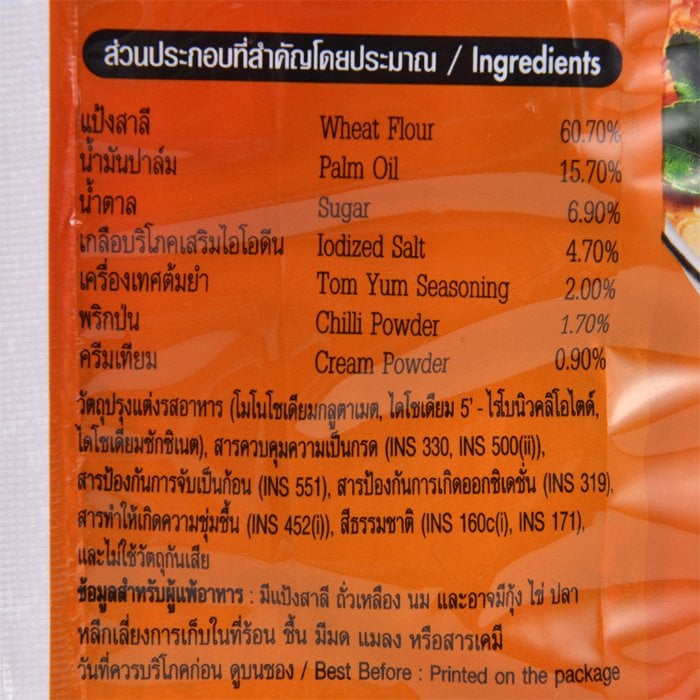 ส่วนประกอบที่สำคัญโดยประมาณ / Ingredients
แป้งสาลี Wheat Flour 60.70%
น้ำมันปาล์ม Palm Oil 15.70%
น้ำตาล Sugar 6.90%
เกลือบริโภคเสริมไอโอดีน Iodized Salt 4.70%
เครื่องเทศต้มยำ Tom Yum Seasoning 2.00%
พริกป่น Chilli Powder 1.70%
ครีมเทียม Cream Powder 0.90%
วัตถุปรุงแต่งรสอาหาร (โมโนโซเดียมกลูตาเมต, ไดโซเดียม 5' - ไรโบนิวคลีโอไตด์,
ไดโซเดียมซักซิเนต), สารควบคุมความเป็นกรด (INS 330, INS 500(ii)),
สารป้องกันการจับเป็นก้อน (INS 551), สารป้องกันการเกิดออกซิเดชั่น (INS 319),
สารทำให้เกิดความชุ่มชื้น (INS 452(i)), สีธรรมชาติ (INS 160c(i), INS 171),
และไม่ใช้วัตถุกันเสีย
ข้อมูลสำหรับผู้แพ้อาหาร : มีแป้งสาลี ถั่วเหลือง นม และอาจมีกุ้ง ไข่ ปลา
หลีกเลี่ยงการเก็บในที่ร้อน ชื้น มีมด แมลง หรือสารเคมี
วันที่ควรบริโภคก่อน ดูบนซอง / Best Before : Printed on the package